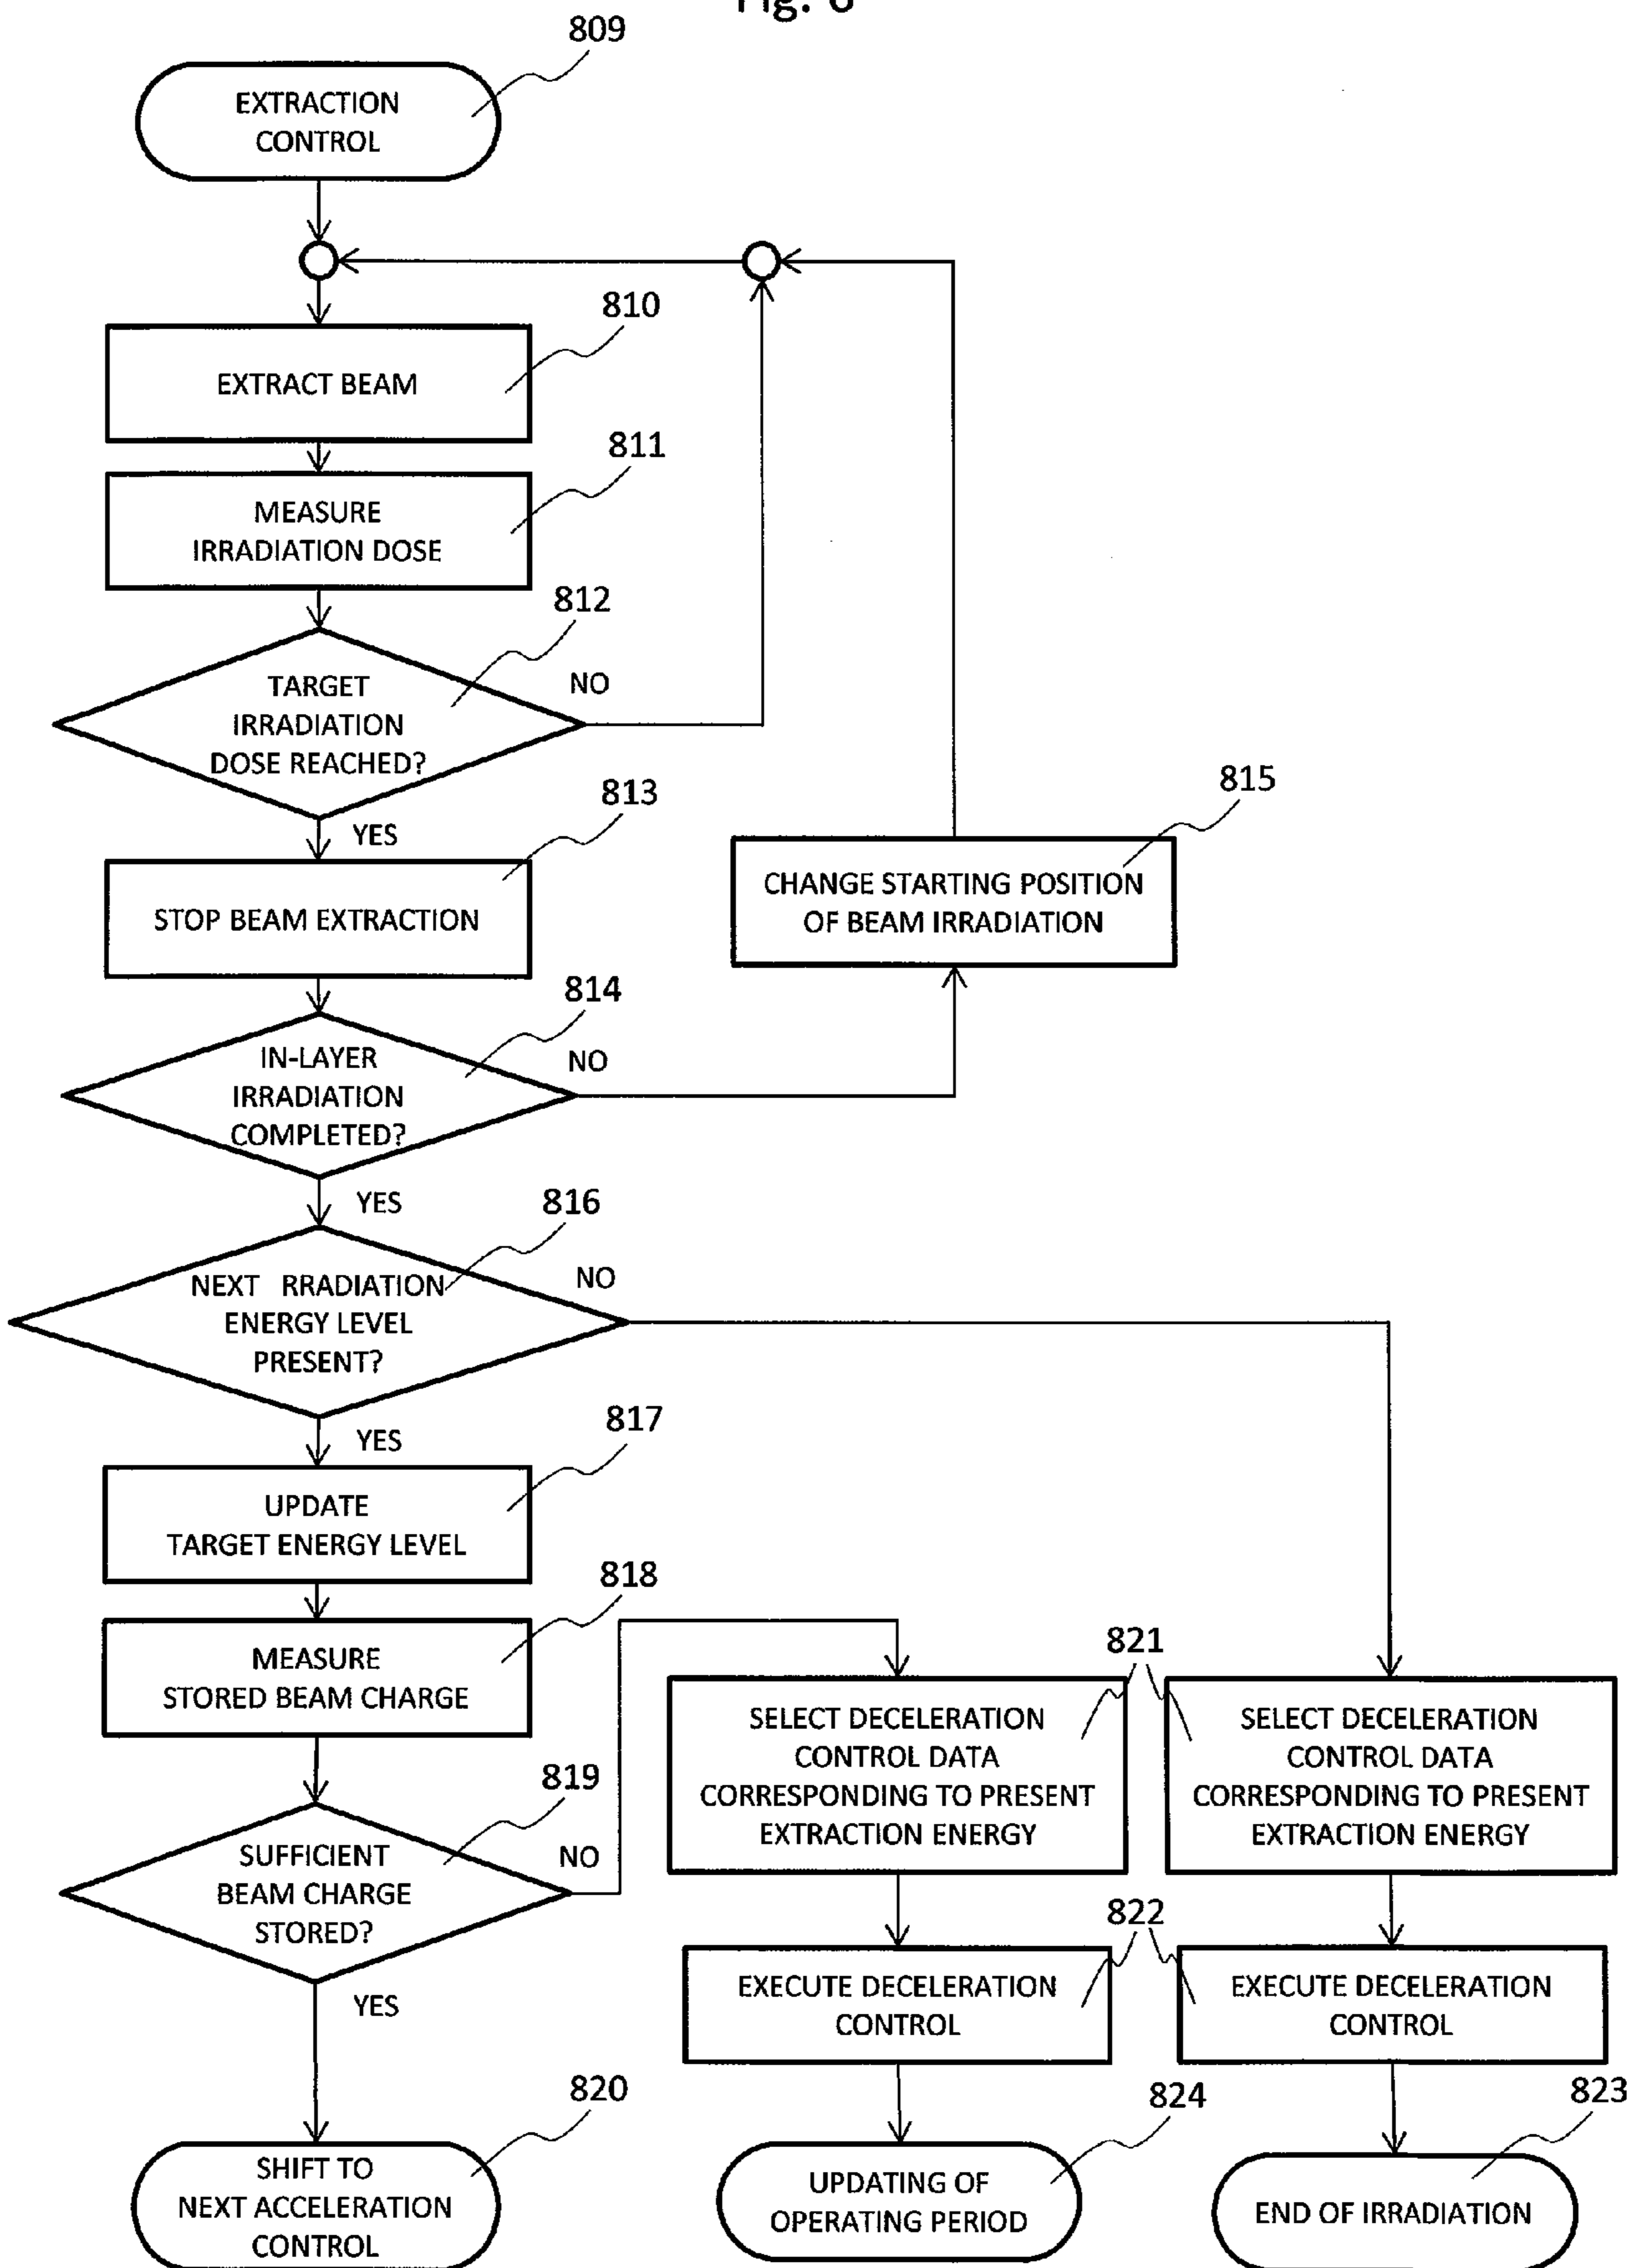 809
EXTRACTION
CONTROL
810
EXTRACT BEAM
811
MEASURE
IRRADIATION DOSE
812
TARGET
IRRADIATION
DOSE REACHED?
NO
YES
813
STOP BEAM EXTRACTION
815
CHANGE STARTING POSITION
OF BEAM IRRADIATION
814
IN-LAYER
IRRADIATION
COMPLETED?
NO
YES
816
NEXT RRADIATION
ENERGY LEVEL
PRESENT?
NO
YES
817
UPDATE
TARGET ENERGY LEVEL
818
MEASURE
STORED BEAM CHARGE
819
SUFFICIENT
BEAM CHARGE
STORED?
NO
YES
820
SHIFT TO
NEXT ACCELERATION
CONTROL
821
SELECT DECELERATION
CONTROL DATA
CORRESPONDING TO PRESENT
EXTRACTION ENERGY
SELECT DECELERATION
CONTROL DATA
CORRESPONDING TO PRESENT
EXTRACTION ENERGY
822
EXECUTE DECELERATION
CONTROL
EXECUTE DECELERATION
CONTROL
824
UPDATING OF
OPERATING PERIOD
823
END OF IRRADIATION